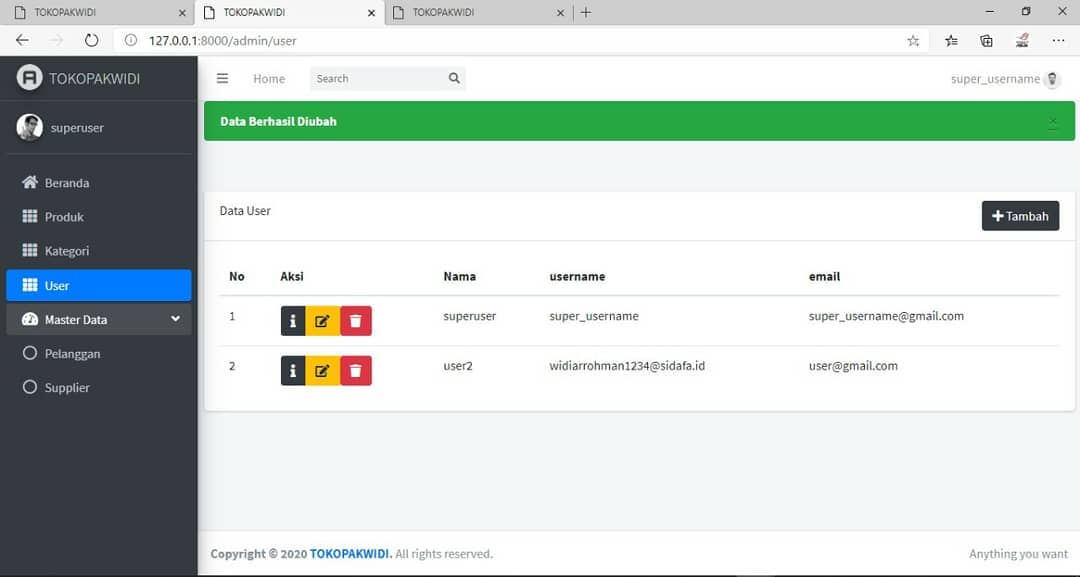 TOKOPAKWIDI
TOKOPAKWIDI
TOKOPAKWIDI
127.0.0.1:8000/admin/user
TOKOPAKWIDI
Home
Search
super_username
superuser
Data Berhasil Diubah
×
Beranda
Produk
Kategori
User
Master Data
Pelanggan
Supplier
Data User
Tambah
No Aksi Nama username email
1 superuser super_username super_username@gmail.com
2 user2 widiarrohman1234@sidafa.id user@gmail.com
Copyright © 2020 TOKOPAKWIDI. All rights reserved.
Anything you want